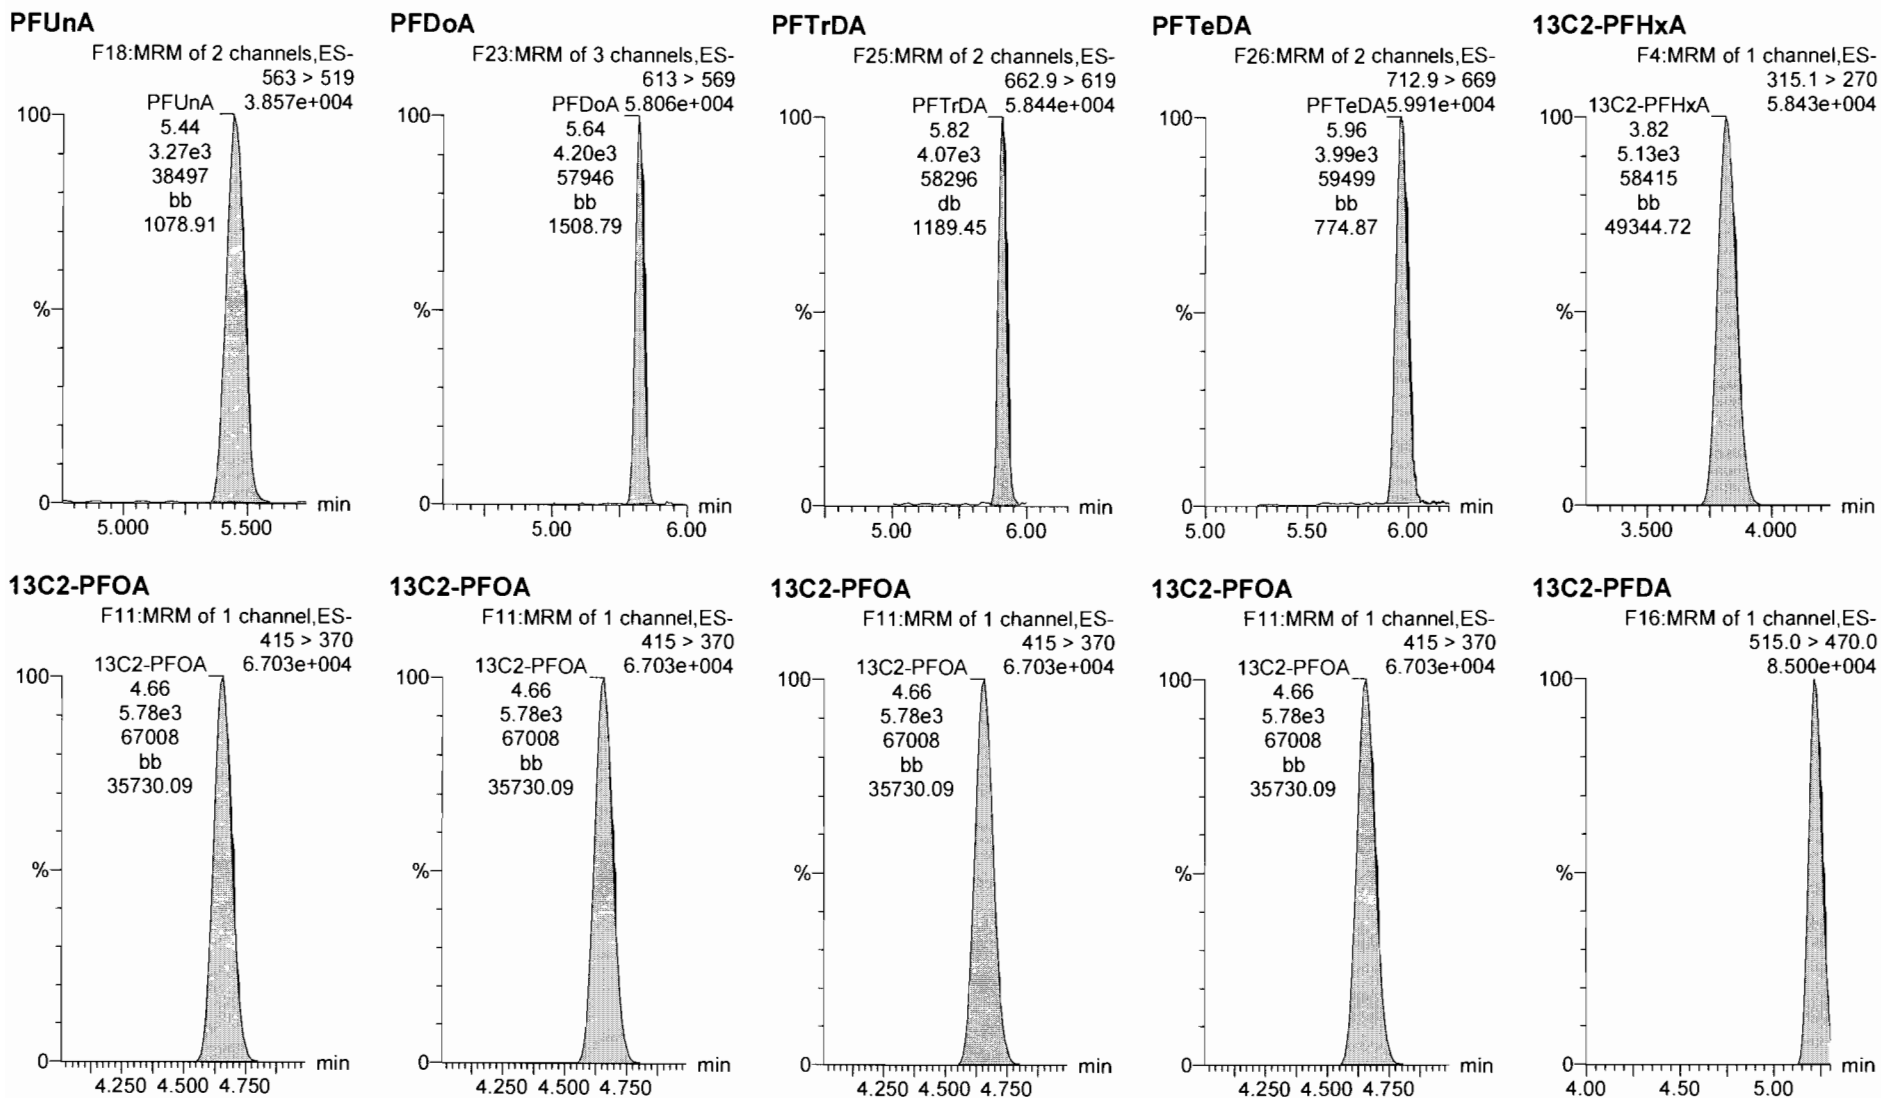 PFUnA
F18:MRM of 2 channels,ES-
563 > 519
PFUnA 3.857e+004
5.44
3.27e3
38497
bb
1078.91
100
%
0
min
5.000 5.500
PFDoA
F23:MRM of 3 channels,ES-
613 > 569
PFDoA 5.806e+004
5.64
4.20e3
57946
bb
1508.79
100
%
0
min
5.00 6.00
PFTrDA
F25:MRM of 2 channels,ES-
662.9 > 619
PFTrDA 5.844e+004
5.82
4.07e3
58296
db
1189.45
100
%
0
min
5.00 6.00
PFTeDA
F26:MRM of 2 channels,ES-
712.9 > 669
PFTeDA 5.991e+004
5.96
3.99e3
59499
bb
774.87
100
%
0
min
5.00 5.50 6.00
13C2-PFHxA
F4:MRM of 1 channel,ES-
315.1 > 270
13C2-PFHxA 5.843e+004
3.82
5.13e3
58415
bb
49344.72
100
%
0
min
3.500 4.000
13C2-PFOA
F11:MRM of 1 channel,ES-
415 > 370
13C2-PFOA 6.703e+004
4.66
5.78e3
67008
bb
35730.09
100
%
0
min
4.250 4.500 4.750
13C2-PFOA
F11:MRM of 1 channel,ES-
415 > 370
13C2-PFOA 6.703e+004
4.66
5.78e3
67008
bb
35730.09
100
%
0
min
4.250 4.500 4.750
13C2-PFOA
F11:MRM of 1 channel,ES-
415 > 370
13C2-PFOA 6.703e+004
4.66
5.78e3
67008
bb
35730.09
100
%
0
min
4.250 4.500 4.750
13C2-PFOA
F11:MRM of 1 channel,ES-
415 > 370
13C2-PFOA 6.703e+004
4.66
5.78e3
67008
bb
35730.09
100
%
0
min
4.250 4.500 4.750
13C2-PFDA
F16:MRM of 1 channel,ES-
515.0 > 470.0
8.500e+004
100
%
0
min
4.00 4.50 5.00